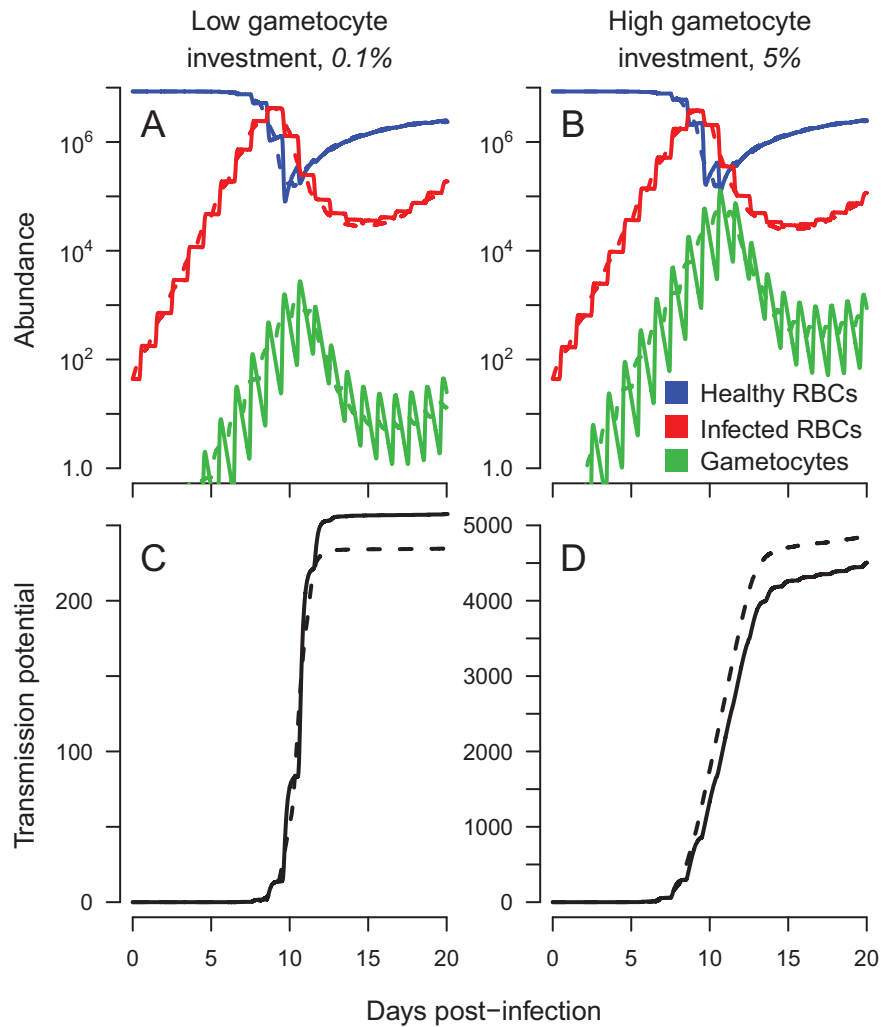 Low gametocyte
investment, 0.1%
High gametocyte
investment, 5%
A
B
Abundance
10^6
10^4
10^2
1.0
10^6
10^4
10^2
1.0
Healthy RBCs
Infected RBCs
Gametocytes
C
D
Transmission potential
200
100
0
5000
4000
3000
2000
1000
0
0 5 10 15 20
0 5 10 15 20
Days post−infection